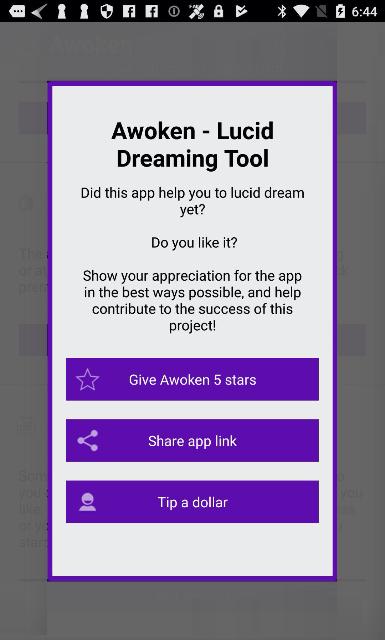 6:44
Awoken
Awoken - Lucid
Dreaming Tool
Did this app help you to lucid dream
yet?
Do you like it?
Show your appreciation for the app
in the best ways possible, and help
contribute to the success of this
project!
Give Awoken 5 stars
Share app link
Tip a dollar